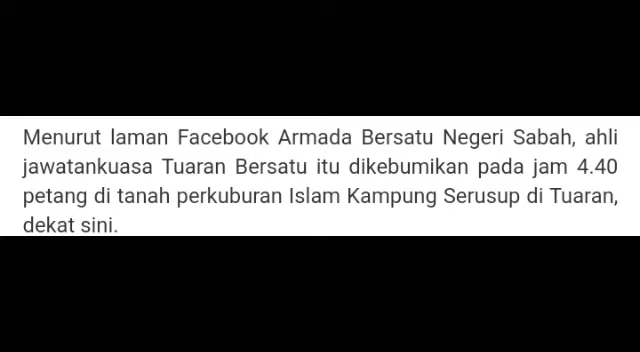 Menurut laman Facebook Armada Bersatu Negeri Sabah, ahli
jawatankuasa Tuaran Bersatu itu dikebumikan pada jam 4.40
petang di tanah perkuburan Islam Kampung Serusup di Tuaran,
dekat sini.